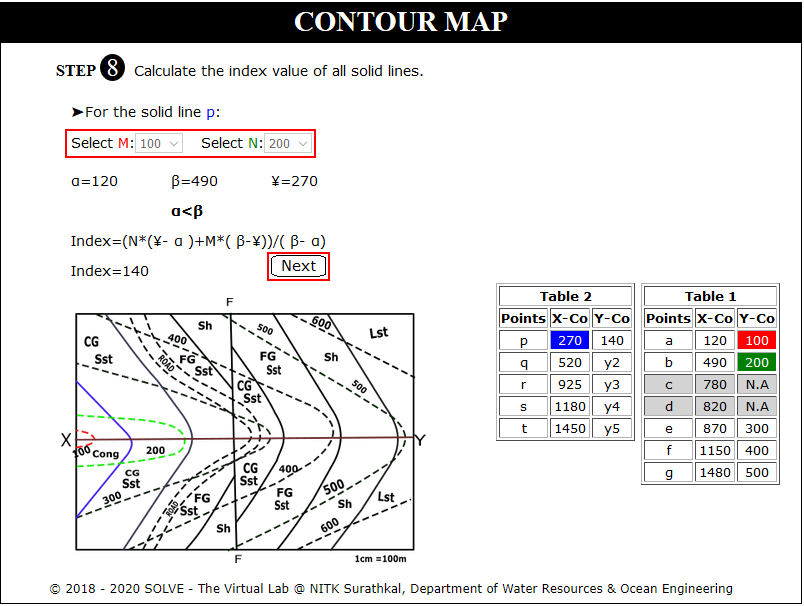 CONTOUR MAP
STEP 8 Calculate the index value of all solid lines.
➤For the solid line p:
Select M: 100 Select N: 200
α=120 β=490 ¥=270
α<β
Index=(N*(¥- α )+M*( β-¥))/( β- α)
Index=140
Next
Table 2
Points X-Co Y-Co
p 270 140
q 520 y2
r 925 y3
s 1180 y4
t 1450 y5
Table 1
Points X-Co Y-Co
a 120 100
b 490 200
c 780 N.A
d 820 N.A
e 870 300
f 1150 400
g 1480 500
F
CG
Sst
400
ROAD
FG
Sst
Sh
500
FG
Sst
600
Sh
Lst
CG
Sst
500
X
Y
100
Cong
200
CG
Sst
300
ROAD
FG
Sst
Sh
CG
Sst
400
FG
Sst
500
Sh
600
Lst
F
1cm =100m
© 2018 - 2020 SOLVE - The Virtual Lab @ NITK Surathkal, Department of Water Resources & Ocean Engineering